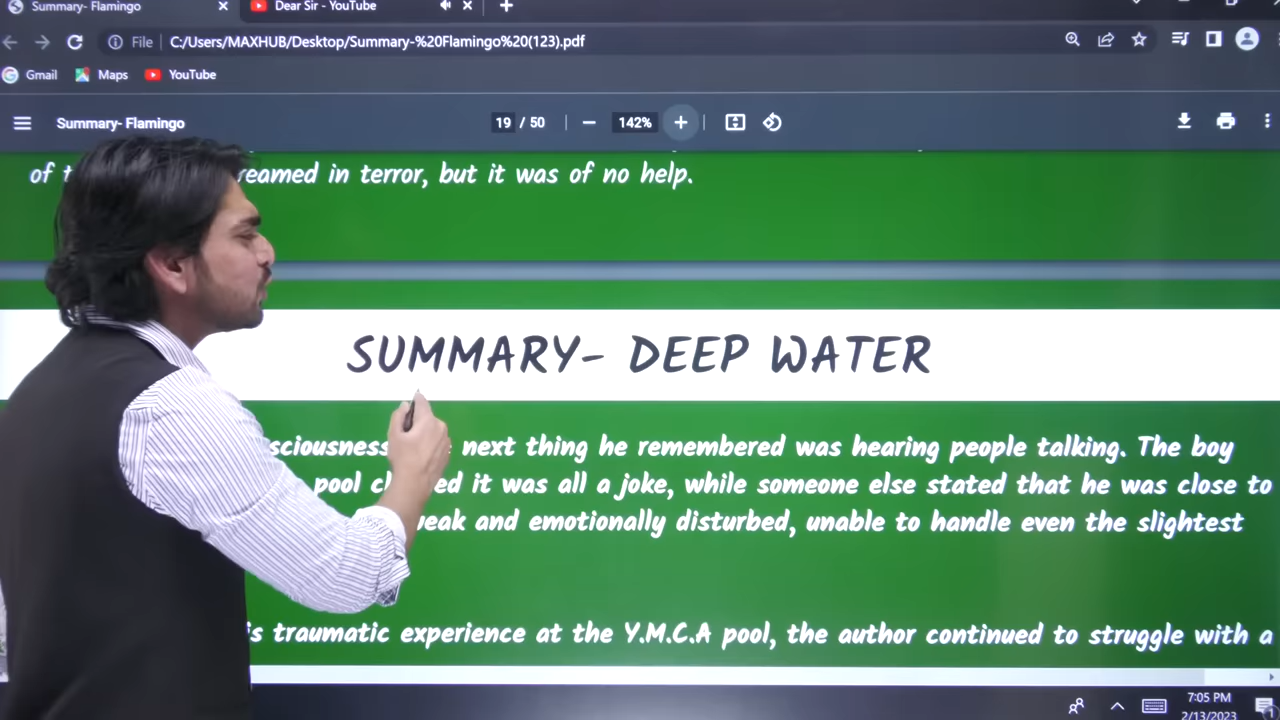 Summary- Flamingo
Dear Sir - YouTube
File
C:/Users/MAXHUB/Desktop/Summary-%20Flamingo%20(123).pdf
Gmail
Maps
YouTube
Summary- Flamingo
19 / 50
142%
of reamed in terror, but it was of no help.
SUMMARY- DEEP WATER
sciousness next thing he remembered was hearing people talking. The boy
pool cl ed it was all a joke, while someone else stated that he was close to
eak and emotionally disturbed, unable to handle even the slightest
is traumatic experience at the Y.M.C.A pool, the author continued to struggle with a
7:05 PM
2/13/2023